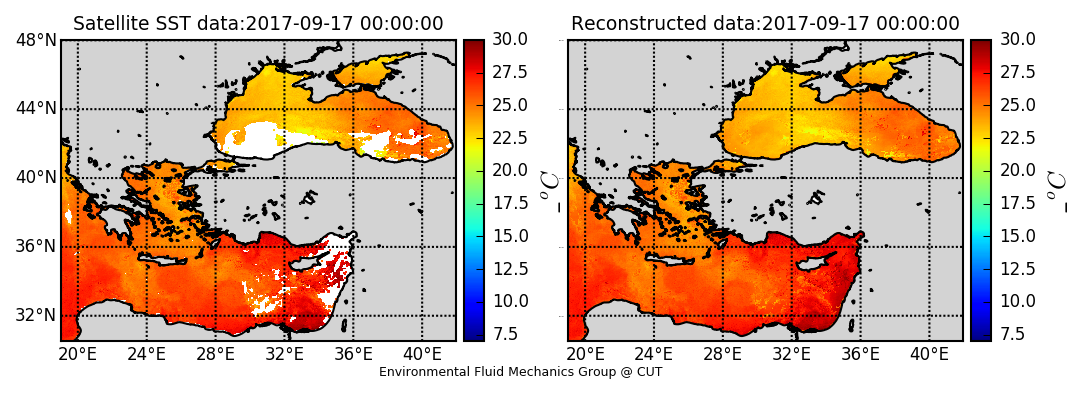 Satellite SST data:2017-09-17 00:00:00
Reconstructed data:2017-09-17 00:00:00
48°N
44°N
40°N
36°N
32°N
20°E 24°E 28°E 32°E 36°E 40°E
30.0
27.5
25.0
22.5
20.0
17.5
15.0
12.5
10.0
7.5
_°C
20°E 24°E 28°E 32°E 36°E 40°E
30.0
27.5
25.0
22.5
20.0
17.5
15.0
12.5
10.0
7.5
_°C
Environmental Fluid Mechanics Group @ CUT